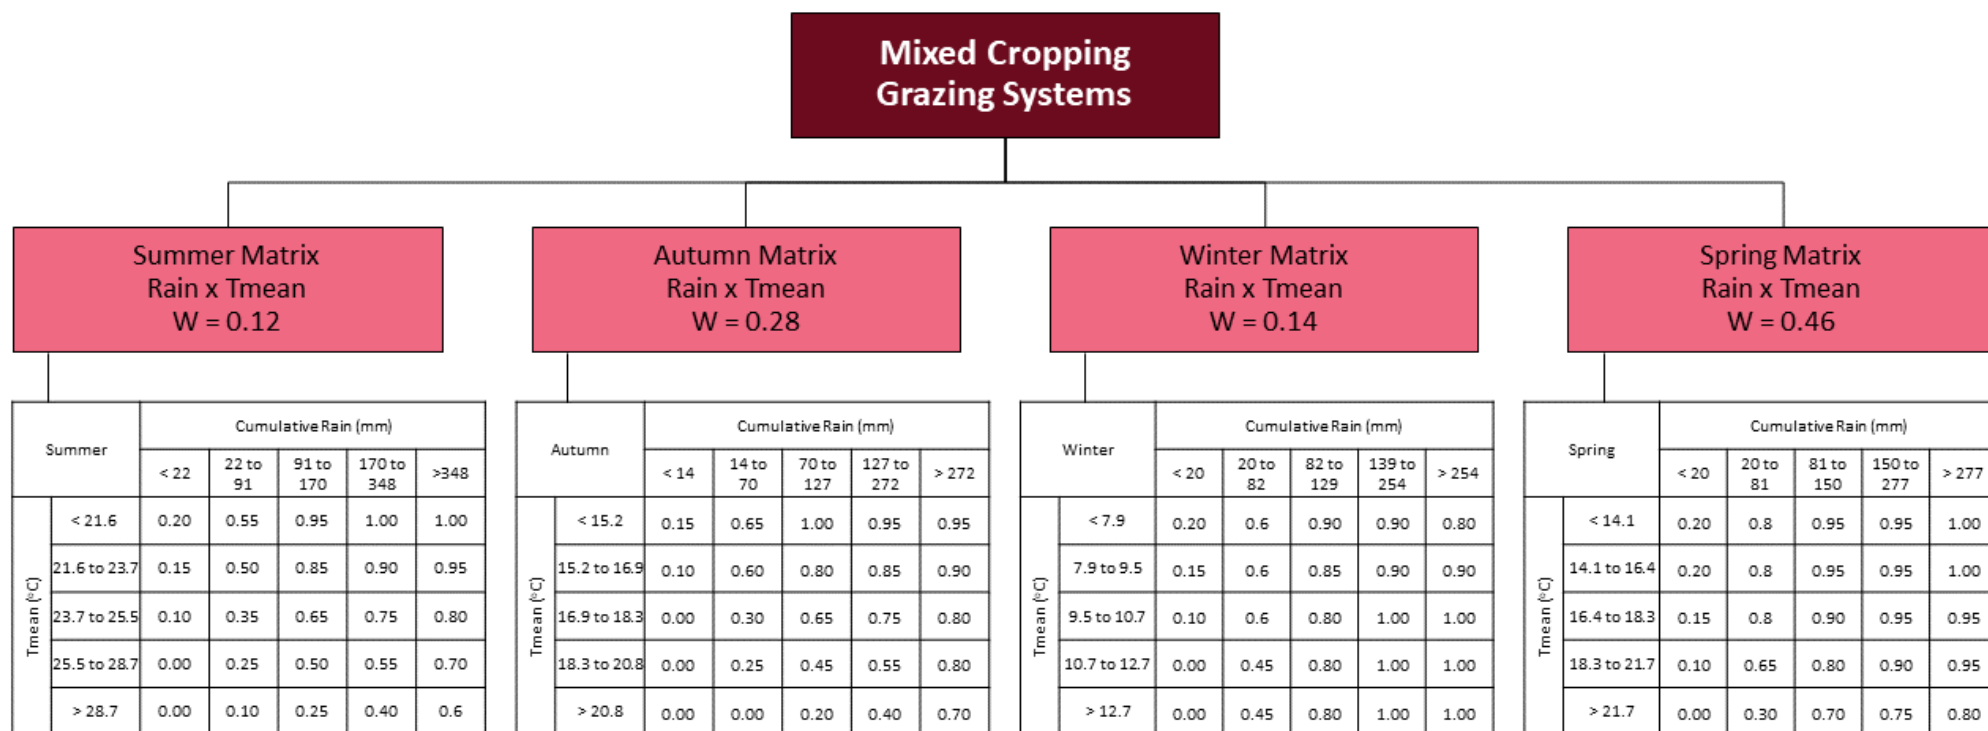 Mixed Cropping
Grazing Systems
Summer Matrix
Rain x Tmean
W = 0.12
Autumn Matrix
Rain x Tmean
W = 0.28
Winter Matrix
Rain x Tmean
W = 0.14
Spring Matrix
Rain x Tmean
W = 0.46
Summer
Cumulative Rain (mm)
< 22 22 to 91 91 to 170 170 to 348 >348
Tmean (°C)
< 21.6 0.20 0.55 0.95 1.00 1.00
21.6 to 23.7 0.15 0.50 0.85 0.90 0.95
23.7 to 25.5 0.10 0.35 0.65 0.75 0.80
25.5 to 28.7 0.00 0.25 0.50 0.55 0.70
> 28.7 0.00 0.10 0.25 0.40 0.6
Autumn
Cumulative Rain (mm)
< 14 14 to 70 70 to 127 127 to 272 > 272
Tmean (°C)
< 15.2 0.15 0.65 1.00 0.95 0.95
15.2 to 16.9 0.10 0.60 0.80 0.85 0.90
16.9 to 18.3 0.00 0.30 0.65 0.75 0.80
18.3 to 20.8 0.00 0.25 0.45 0.55 0.80
> 20.8 0.00 0.00 0.20 0.40 0.70
Winter
Cumulative Rain (mm)
< 20 20 to 82 82 to 129 139 to 254 > 254
Tmean (°C)
< 7.9 0.20 0.6 0.90 0.90 0.80
7.9 to 9.5 0.15 0.6 0.85 0.90 0.90
9.5 to 10.7 0.10 0.6 0.80 1.00 1.00
10.7 to 12.7 0.00 0.45 0.80 1.00 1.00
> 12.7 0.00 0.45 0.80 1.00 1.00
Spring
Cumulative Rain (mm)
< 20 20 to 81 81 to 150 150 to 277 > 277
Tmean (°C)
< 14.1 0.20 0.8 0.95 0.95 1.00
14.1 to 16.4 0.20 0.8 0.95 0.95 1.00
16.4 to 18.3 0.15 0.8 0.90 0.95 0.95
18.3 to 21.7 0.10 0.65 0.80 0.90 0.95
> 21.7 0.00 0.30 0.70 0.75 0.80